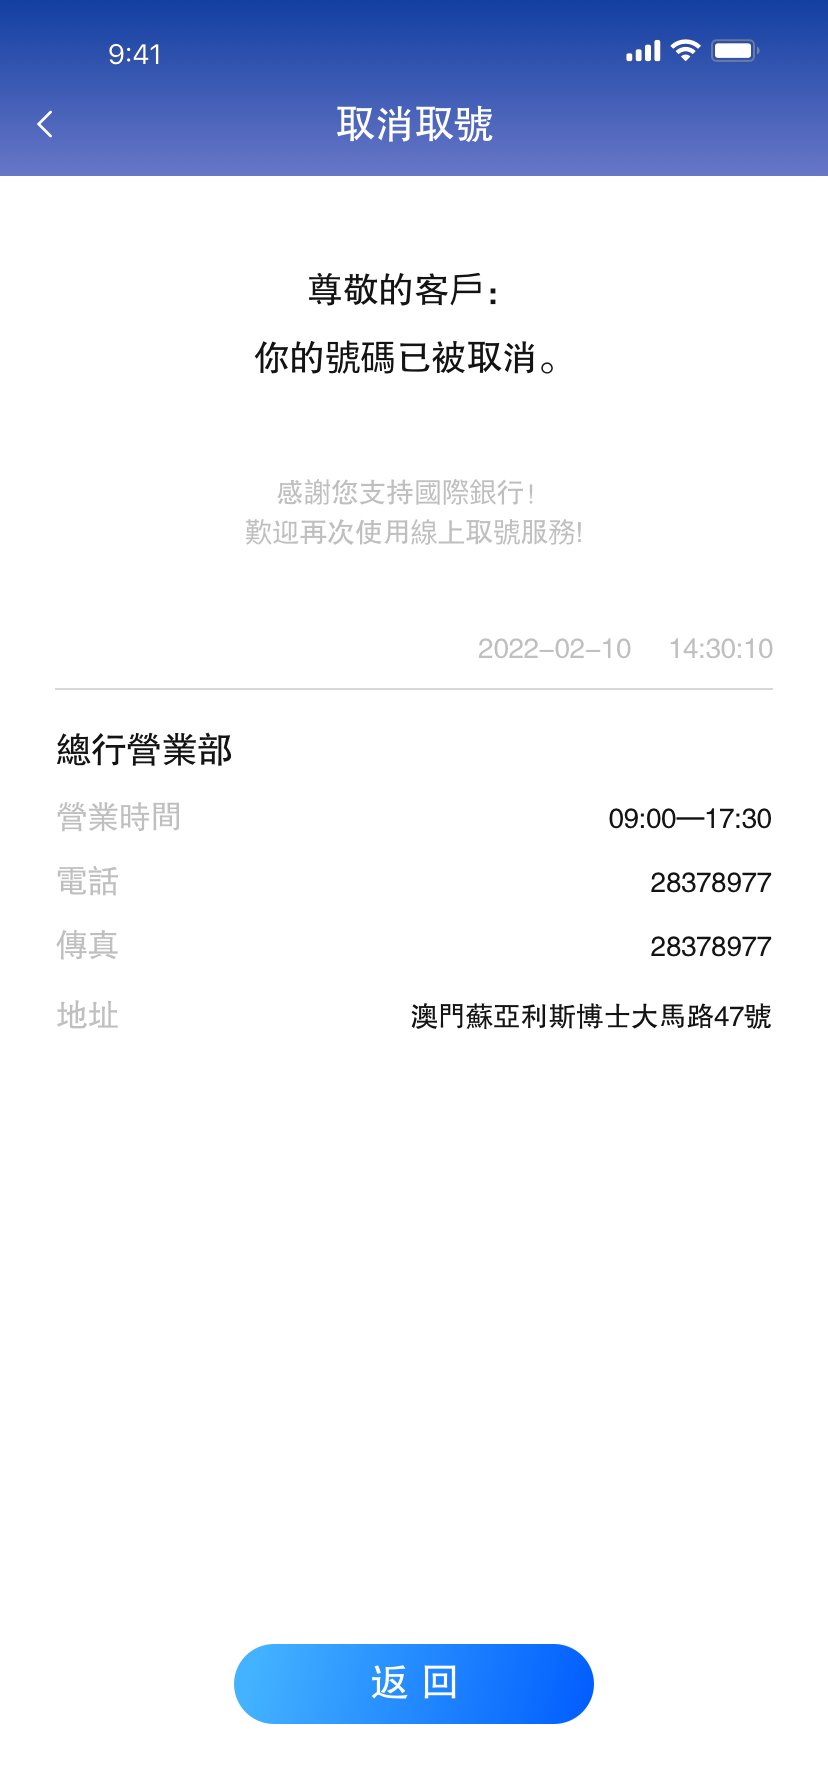 9:41
取消取號
尊敬的客戶：
你的號碼已被取消。
感謝您支持國際銀行！
歡迎再次使用線上取號服務!
2022-02-10 14:30:10
總行營業部
營業時間 09:00—17:30
電話 28378977
傳真 28378977
地址 澳門蘇亞利斯博士大馬路47號
返 回